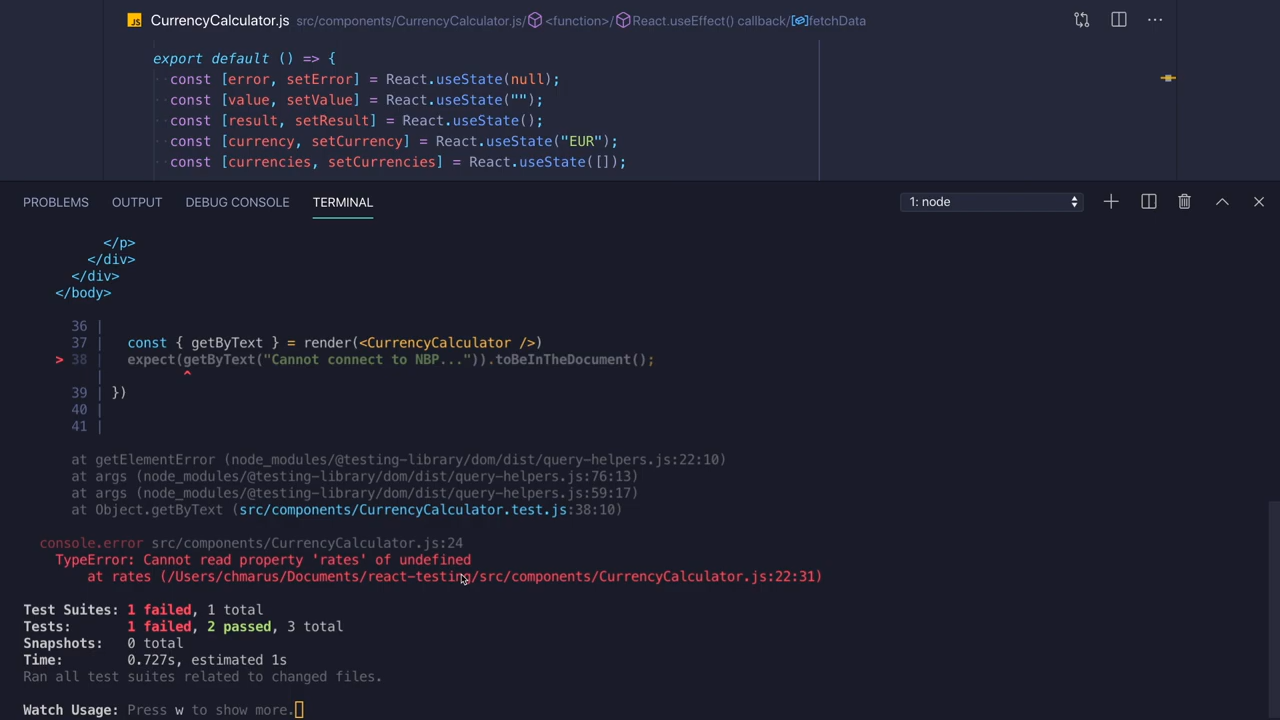 JS CurrencyCalculator.js src/components/CurrencyCalculator.js/<function>/React.useEffect() callback/fetchData
export default () => {
const [error, setError] = React.useState(null);
const [value, setValue] = React.useState("");
const [result, setResult] = React.useState();
const [currency, setCurrency] = React.useState("EUR");
const [currencies, setCurrencies] = React.useState([]);
PROBLEMS OUTPUT DEBUG CONSOLE TERMINAL 1: node
</p>
</div>
</div>
</body>
36 |
37 | const { getByText } = render(<CurrencyCalculator />)
> 38 | expect(getByText("Cannot connect to NBP...")).toBeInTheDocument();
| ^
39 | })
40 |
41 |
at getElementError (node_modules/@testing-library/dom/dist/query-helpers.js:22:10)
at args (node_modules/@testing-library/dom/dist/query-helpers.js:76:13)
at args (node_modules/@testing-library/dom/dist/query-helpers.js:59:17)
at Object.getByText (src/components/CurrencyCalculator.test.js:38:10)
console.error src/components/CurrencyCalculator.js:24
TypeError: Cannot read property 'rates' of undefined
at rates (/Users/chmarus/Documents/react-testing/src/components/CurrencyCalculator.js:22:31)
Test Suites: 1 failed, 1 total
Tests: 1 failed, 2 passed, 3 total
Snapshots: 0 total
Time: 0.727s, estimated 1s
Ran all test suites related to changed files.
Watch Usage: Press w to show more.